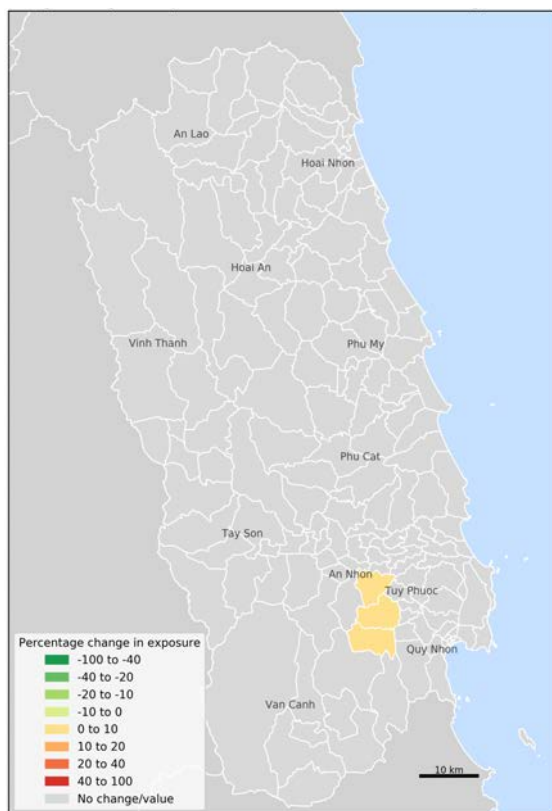 An Lao
Hoai Nhon
Hoai An
Vinh Thanh
Phu My
Phu Cat
Tay Son
An Nhon
Tuy Phuoc
Quy Nhon
Van Canh
Percentage change in exposure
-100 to -40
-40 to -20
-20 to -10
-10 to 0
0 to 10
10 to 20
20 to 40
40 to 100
No change/value
10 km